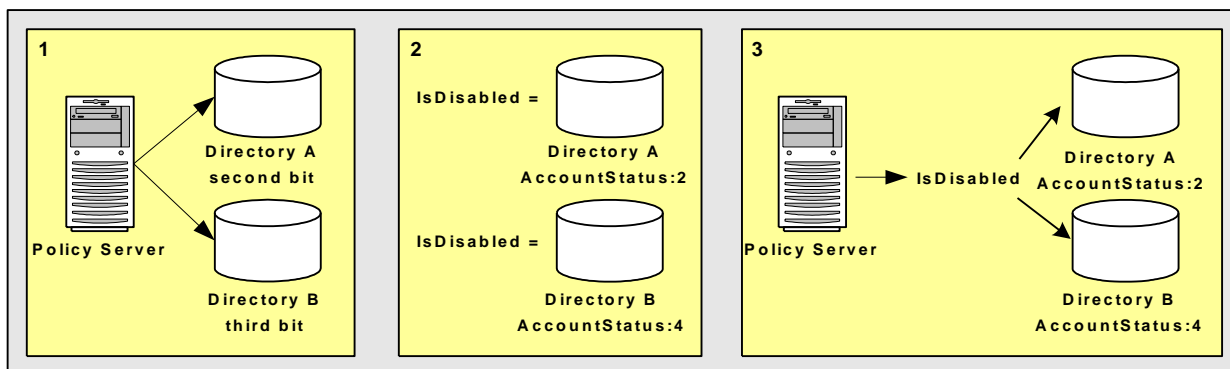 1
Directory A
second bit
Policy Server
Directory B
third bit
2
IsDisabled =
Directory A
AccountStatus:2
IsDisabled =
Directory B
AccountStatus:4
3
Directory A
AccountStatus:2
IsDisabled
Policy Server
Directory B
AccountStatus:4